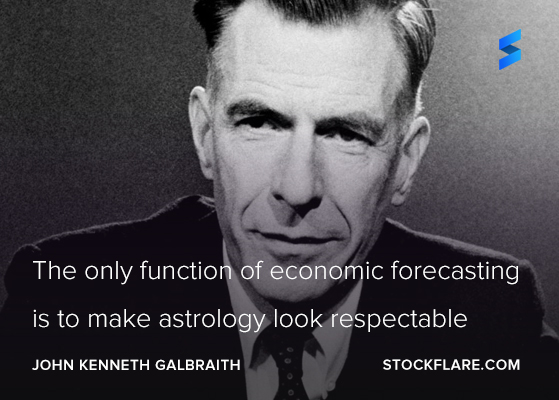 The only function of economic forecasting
is to make astrology look respectable
JOHN KENNETH GALBRAITH STOCKFLARE.COM